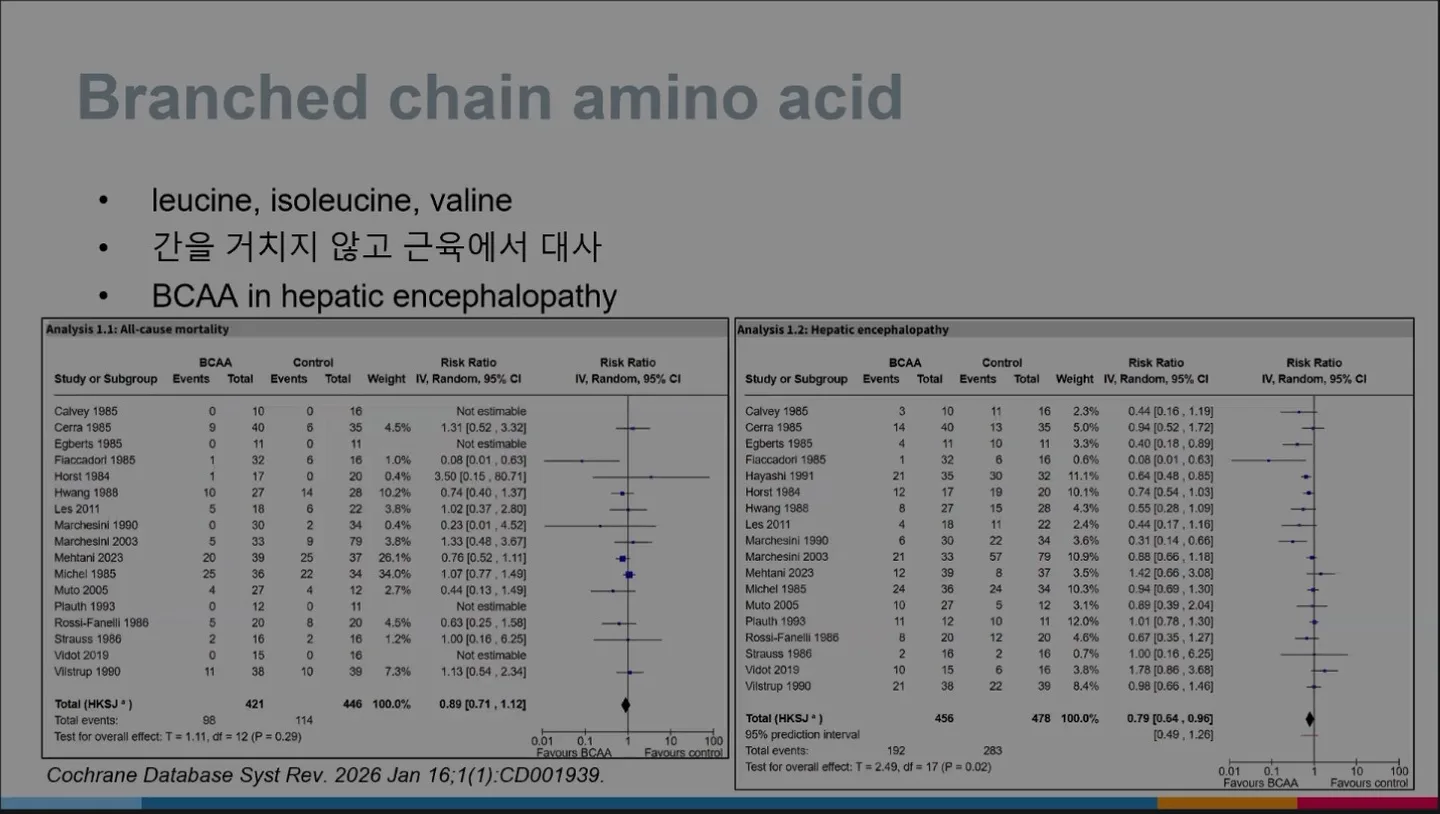 Branched chain amino acid
• leucine, isoleucine, valine
• 간을 거치지 않고 근육에서 대사
• BCAA in hepatic encephalopathy
Analysis 1.1: All-cause mortality
BCAA Control Risk Ratio Risk Ratio
Study or Subgroup Events Total Events Total Weight IV, Random, 95% CI IV, Random, 95% CI
Calvey 1985 0 10 0 16 Not estimable
Cerra 1985 9 40 6 35 4.5% 1.31 [0.52 , 3.32]
Egberts 1985 0 11 0 11 Not estimable
Fiaccadori 1985 1 32 6 16 1.0% 0.08 [0.01 , 0.63]
Horst 1984 1 17 0 20 0.4% 3.50 [0.15 , 80.71]
Hwang 1988 10 27 14 28 10.2% 0.74 [0.40 , 1.37]
Les 2011 5 18 6 22 3.8% 1.02 [0.37 , 2.80]
Marchesini 1990 0 30 2 34 0.4% 0.23 [0.01 , 4.52]
Marchesini 2003 5 33 9 79 3.8% 1.33 [0.48 , 3.67]
Mehtani 2023 20 39 25 37 26.1% 0.76 [0.52 , 1.11]
Michel 1985 25 36 22 34 34.0% 1.07 [0.77 , 1.49]
Muto 2005 4 27 4 12 2.7% 0.44 [0.13 , 1.49]
Plauth 1993 0 12 0 11 Not estimable
Rossi-Fanelli 1986 5 20 8 20 4.5% 0.63 [0.25 , 1.58]
Strauss 1986 2 16 2 16 1.2% 1.00 [0.16 , 6.25]
Vidot 2019 0 15 0 16 Not estimable
Vilstrup 1990 11 38 10 39 7.3% 1.13 [0.54 , 2.34]
Total (HKSJ ª) 421 446 100.0% 0.89 [0.71 , 1.12]
Total events: 98 114
Test for overall effect: T = 1.11, df = 12 (P = 0.29)
0.01 0.1 1 10 100
Favours BCAA Favours control
Analysis 1.2: Hepatic encephalopathy
BCAA Control Risk Ratio Risk Ratio
Study or Subgroup Events Total Events Total Weight IV, Random, 95% CI IV, Random, 95% CI
Calvey 1985 3 10 11 16 2.3% 0.44 [0.16 , 1.19]
Cerra 1985 14 40 13 35 5.0% 0.94 [0.52 , 1.72]
Egberts 1985 4 11 10 11 3.2% 0.40 [0.18 , 0.89]
Fiaccadori 1985 1 32 6 16 0.6% 0.08 [0.01 , 0.63]
Hayashi 1991 21 35 30 32 11.1% 0.64 [0.48 , 0.85]
Horst 1984 12 17 19 20 10.1% 0.74 [0.54 , 1.03]
Hwang 1988 8 27 15 28 4.2% 0.55 [0.28 , 1.09]
Les 2011 4 18 11 22 2.4% 0.44 [0.17 , 1.16]
Marchesini 1990 6 30 22 34 3.6% 0.31 [0.14 , 0.66]
Marchesini 2003 21 33 57 79 10.9% 0.88 [0.66 , 1.18]
Mehtani 2023 12 39 8 37 3.5% 1.42 [0.66 , 3.08]
Michel 1985 24 36 24 34 10.3% 0.94 [0.69 , 1.30]
Muto 2005 10 27 5 12 3.1% 0.89 [0.39 , 2.04]
Plauth 1993 11 12 10 11 12.0% 1.01 [0.78 , 1.30]
Rossi-Fanelli 1986 8 20 12 20 4.7% 0.67 [0.35 , 1.27]
Strauss 1986 2 16 2 16 0.7% 1.00 [0.16 , 6.25]
Vidot 2019 10 15 6 16 3.8% 1.78 [0.86 , 3.68]
Vilstrup 1990 21 38 22 39 8.4% 0.98 [0.66 , 1.46]
Total (HKSJ ª) 456 478 100.0% 0.79 [0.64 , 0.96]
95% prediction interval [0.49 , 1.26]
Total events: 192 283
Test for overall effect: T = 2.49, df = 17 (P = 0.02)
0.01 0.1 1 10 100
Favours BCAA Favours control
Cochrane Database Syst Rev. 2026 Jan 16;1(1):CD001939.